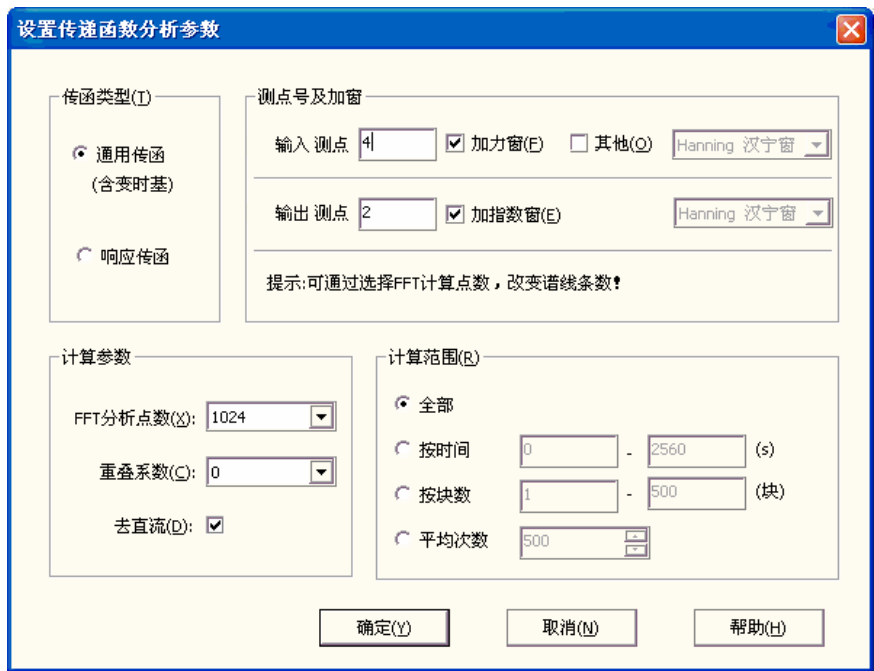 设置传递函数分析参数
传函类型(T)
通用传函
(含变时基)
响应传函
测点号及加窗
输入 测点 4 加力窗(F) 其他(O) Hanning 汉宁窗
输出 测点 2 加指数窗(E) Hanning 汉宁窗
提示:可通过选择FFT计算点数，改变谱线条数!
计算参数
FFT分析点数(X): 1024
重叠系数(C): 0
去直流(D):
计算范围(R)
全部
按时间 0 - 2560 (s)
按块数 1 - 500 (块)
平均次数 500
确定(Y) 取消(N) 帮助(H)